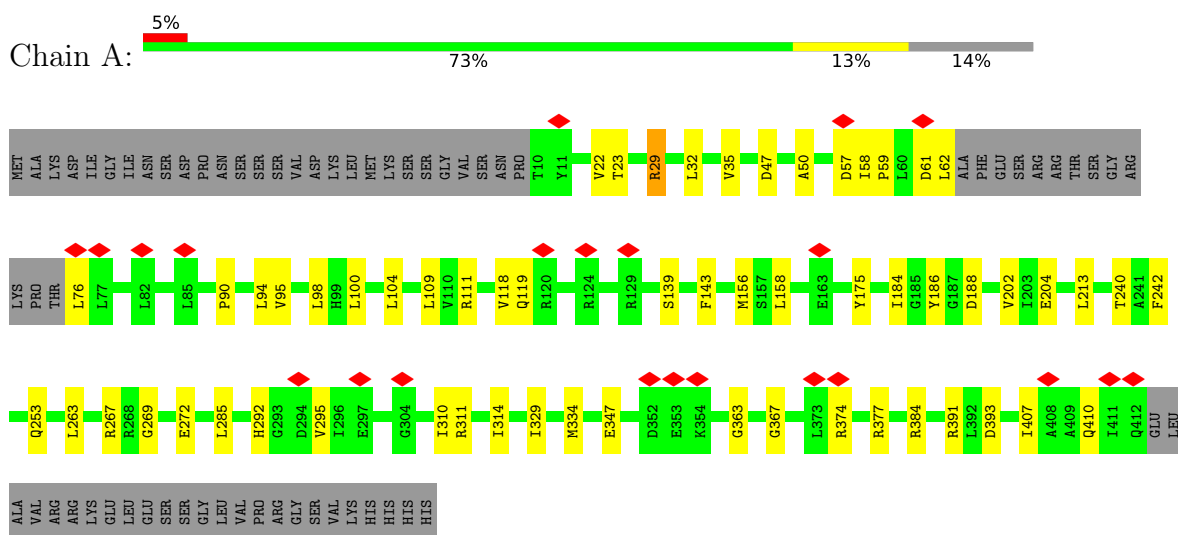 5%
Chain A:
73% 13% 14%
MET ALA LYS ASP ILE GLY ILE ILE ASN SER ASP PRO ASN SER SER SER VAL ASP LYS LEU MET LYS SER SER GLY VAL SER ASN PRO T10 Y11 V22 T23 R29 L32 V35 D47 A50 D57 I58 P59 L60 D61 L62 ALA PHE GLU SER ARG ARG THR SER GLY ARG
LYS PRO THR L76 L77 L82 L85 P90 L94 V95 L98 H99 L100 L104 L109 V110 R111 V118 Q119 R120 R124 R129 S139 F143 M156 S157 L158 E163 Y175 I184 G185 Y186 G187 D188 V202 I203 E204 L213 T240 A241 F242
Q253 L263 R267 R268 G269 E272 L285 H292 G293 D294 V295 I296 E297 G304 I310 R311 I314 I329 M334 E347 D352 E353 K354 G363 G367 L373 R374 R377 R384 R391 L392 D393 I407 A408 A409 Q410 I411 Q412 GLU LEU
ALA VAL ARG ARG LYS GLU LEU GLU SER SER GLY LEU VAL PRO ARG GLY SER VAL LYS HIS HIS HIS HIS